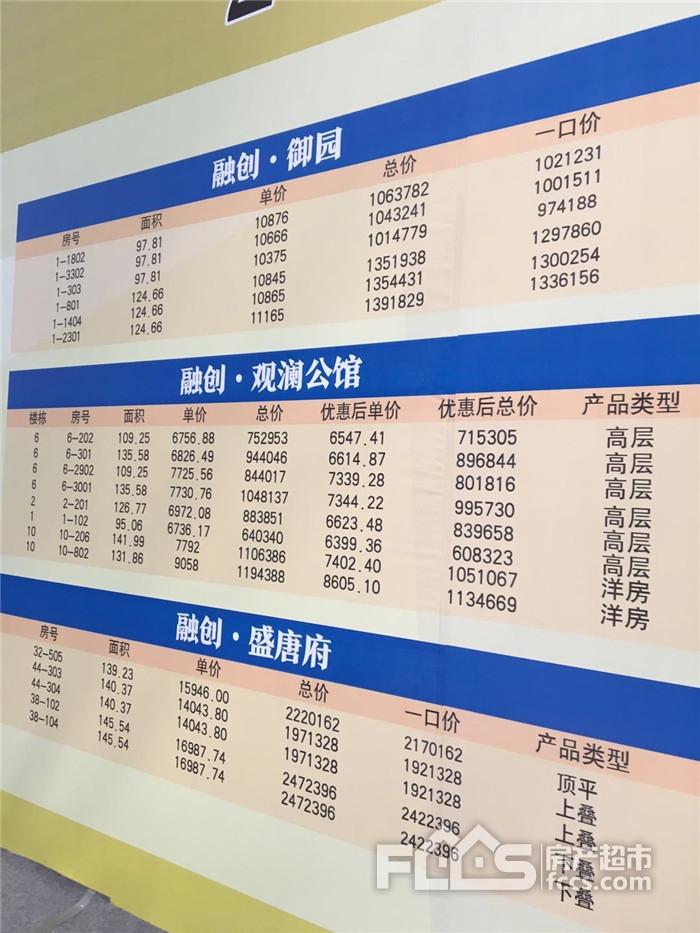 融创·御园
房号 面积 单价 总价 一口价
1-1802 97.81 10876 1063782 1021231
1-3302 97.81 10666 1043241 1001511
1-303 97.81 10375 1014779 974188
1-801 124.66 10845 1351938 1297860
1-1404 124.66 10865 1354431 1300254
1-2301 124.66 11165 1391829 1336156
融创·观澜公馆
楼栋 房号 面积 单价 总价 优惠后单价 优惠后总价 产品类型
6 6-202 109.25 6756.88 752953 6547.41 715305 高层
6 6-301 135.58 6826.49 944046 6614.87 896844 高层
6 6-2902 109.25 7725.56 844017 7339.28 801816 高层
6 6-3001 135.58 7730.76 1048137 7344.22 995730 高层
2 2-201 126.77 6972.08 883851 6623.48 839658 高层
1 1-102 95.06 6736.17 640340 6399.36 608323 高层
10 10-206 141.99 7792 1106386 7402.40 1051067 洋房
10 10-802 131.86 9058 1194388 8605.10 1134669 洋房
融创·盛唐府
房号 面积 单价 总价 一口价 产品类型
32-505 139.23 15946.00 2220162 2170162 顶平
44-303 140.37 14043.80 1971328 1921328 上叠
44-304 140.37 14043.80 1971328 1921328 上叠
38-102 145.54 16987.74 2472396 2422396 下叠
38-104 145.54 16987.74 2472396 2422396 下叠
房产超市
fccs.com